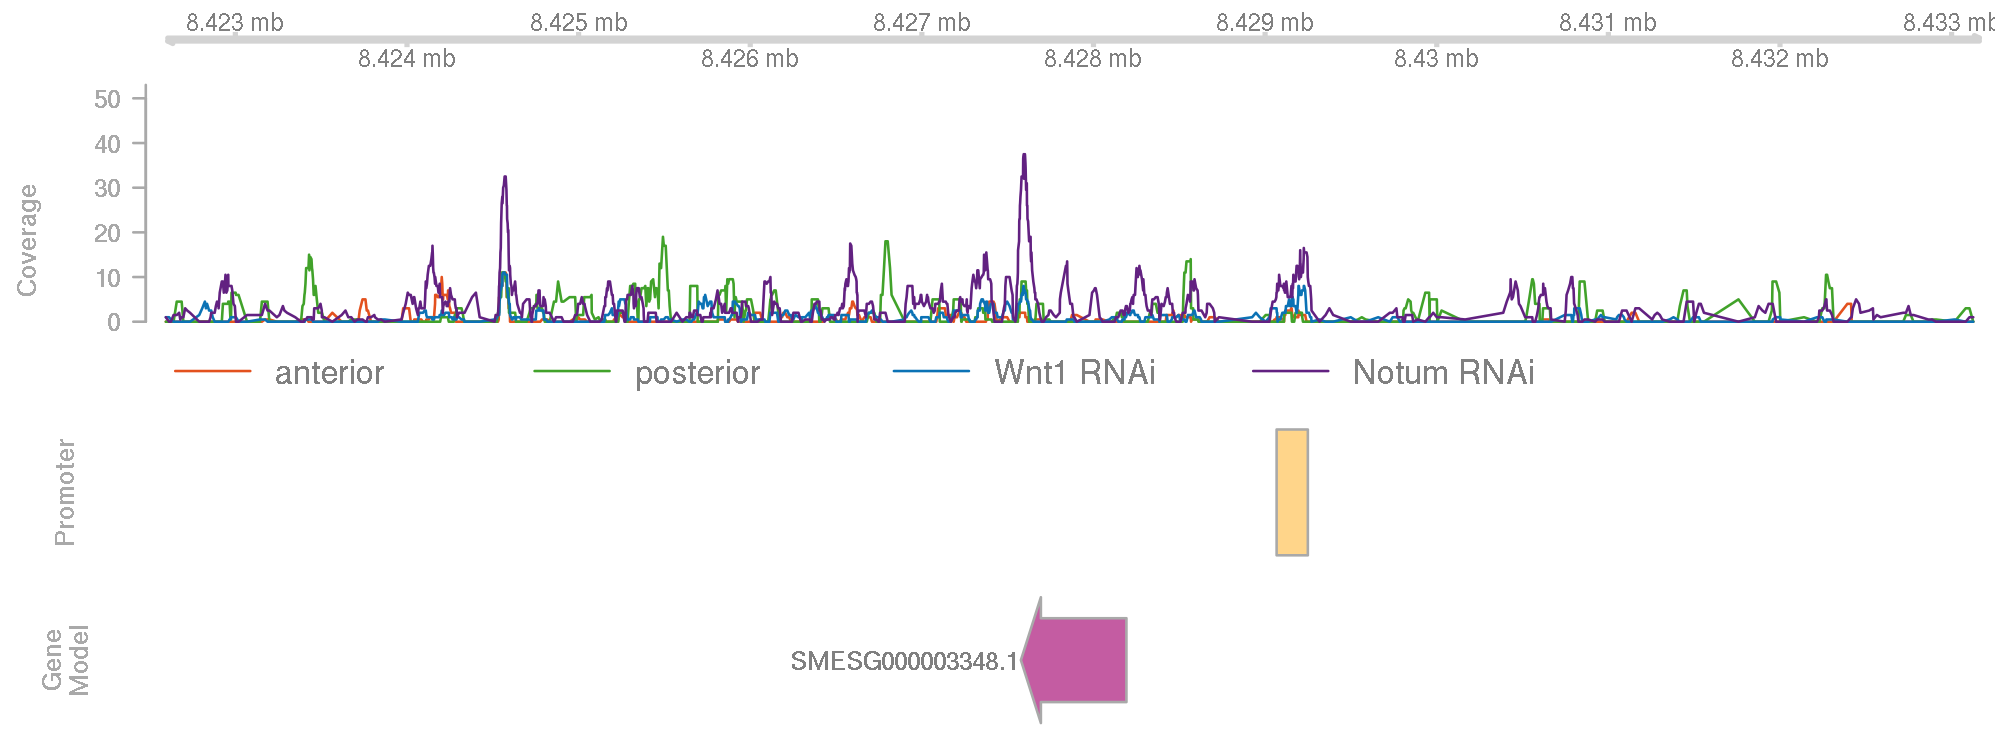 8.423 mb 8.425 mb 8.427 mb 8.429 mb 8.431 mb 8.433 mb
8.424 mb 8.426 mb 8.428 mb 8.43 mb 8.432 mb
Coverage
50
40
30
20
10
0
anterior posterior Wnt1 RNAi Notum RNAi
Promoter
Gene
Model
SMESG000003348.1